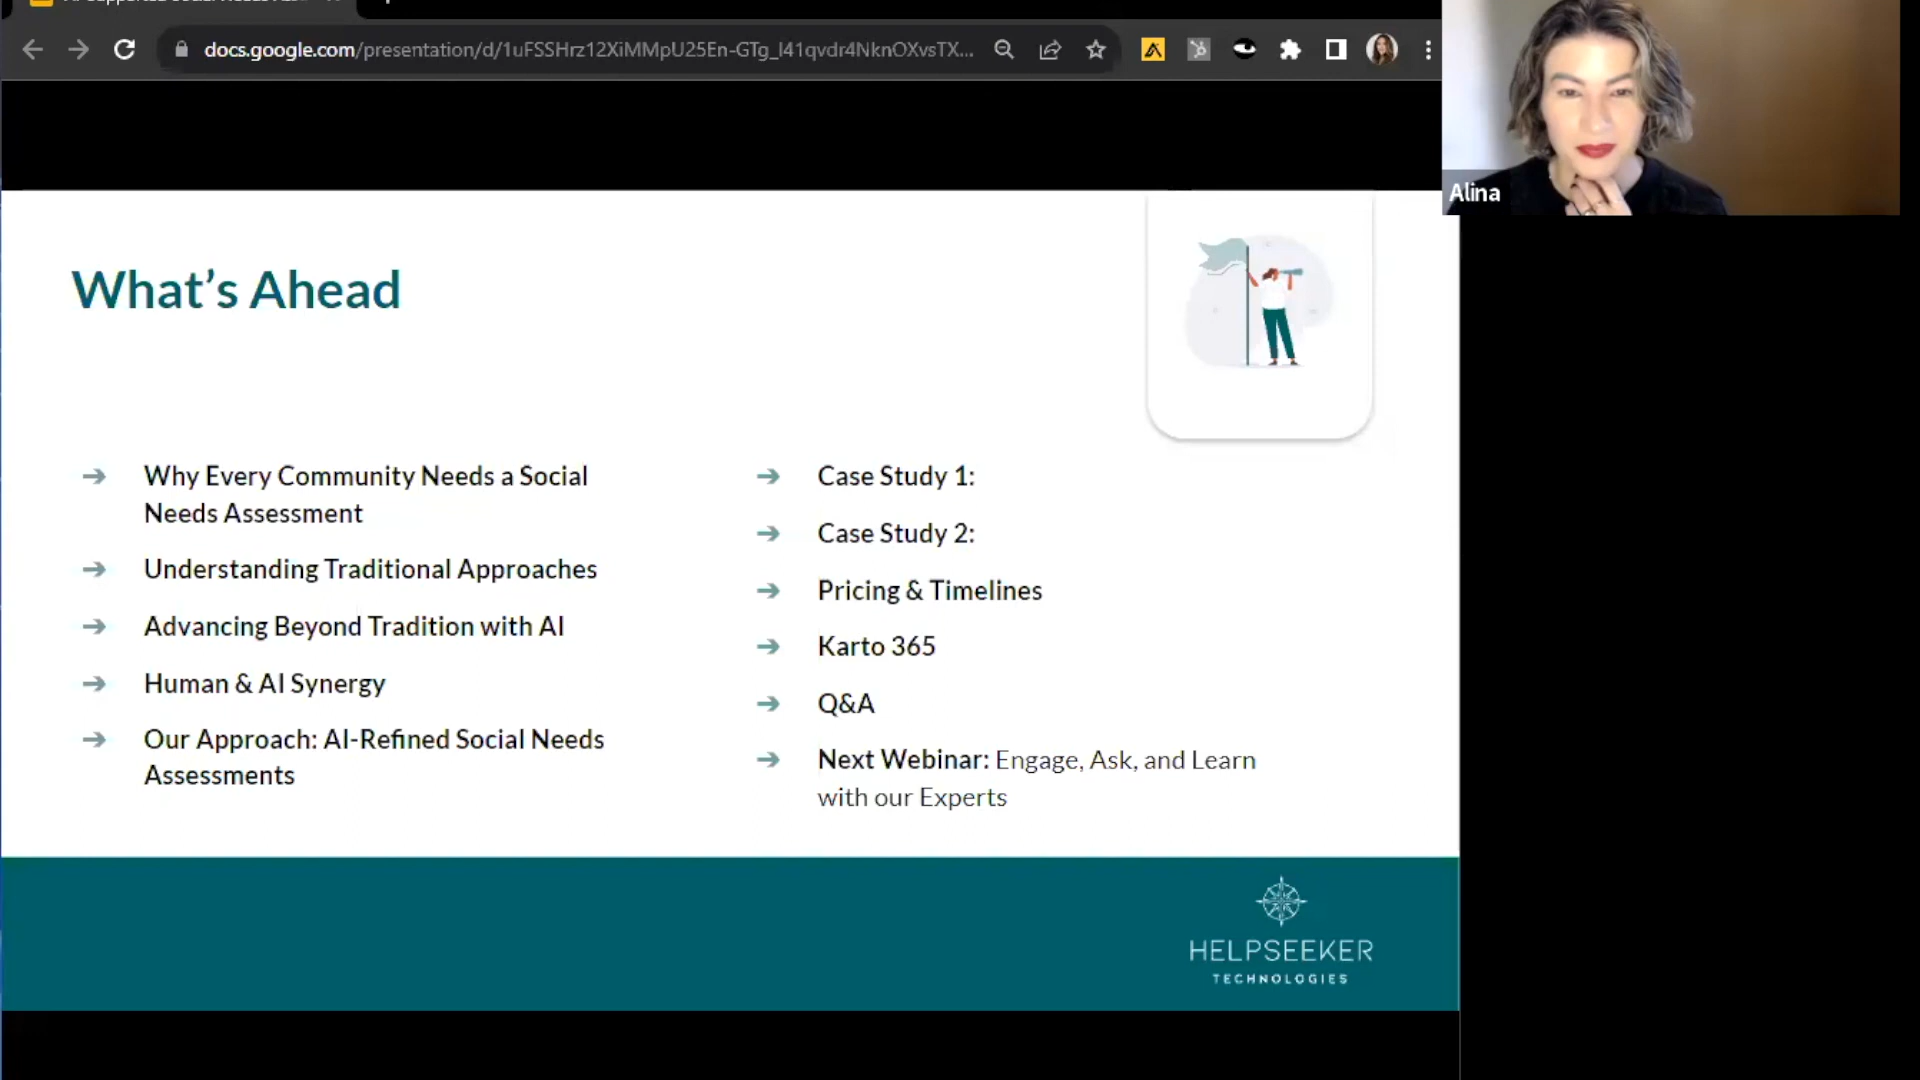 docs.google.com/presentation/d/1uFSSHrz12XiMMpU25En-GTg_I41qvdr4NknOXvsTX...
Alina
What's Ahead
Why Every Community Needs a Social
Needs Assessment
Understanding Traditional Approaches
Advancing Beyond Tradition with AI
Human & AI Synergy
Our Approach: AI-Refined Social Needs
Assessments
Case Study 1:
Case Study 2:
Pricing & Timelines
Karto 365
Q&A
Next Webinar: Engage, Ask, and Learn
with our Experts
HELPSEEKER
TECHNOLOGIES